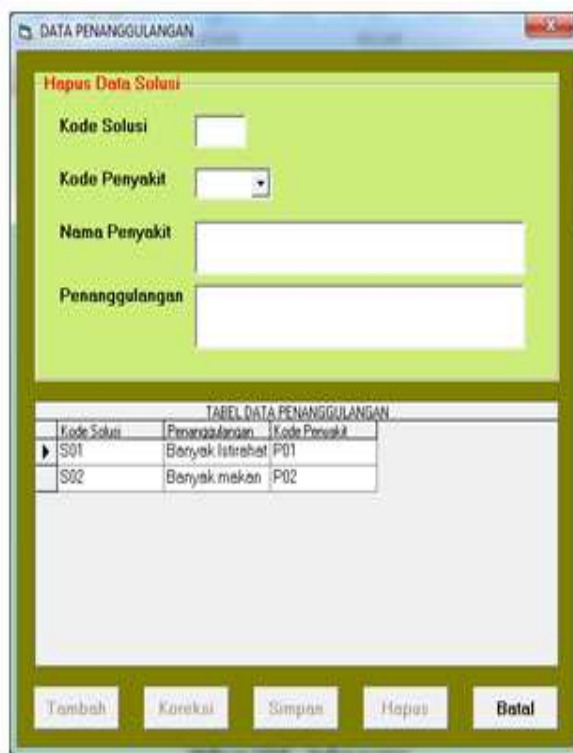 DATA PENANGGULANGAN
Hapus Data Solusi
Kode Solusi
Kode Penyakit
Nama Penyakit
Penanggulangan
TABEL DATA PENANGGULANGAN
Kode Solusi Penanggulangan Kode Penyakit
S01 Banyak Istirahat P01
S02 Banyak makan P02
Tambah Koreksi Simpan Hapus Batal